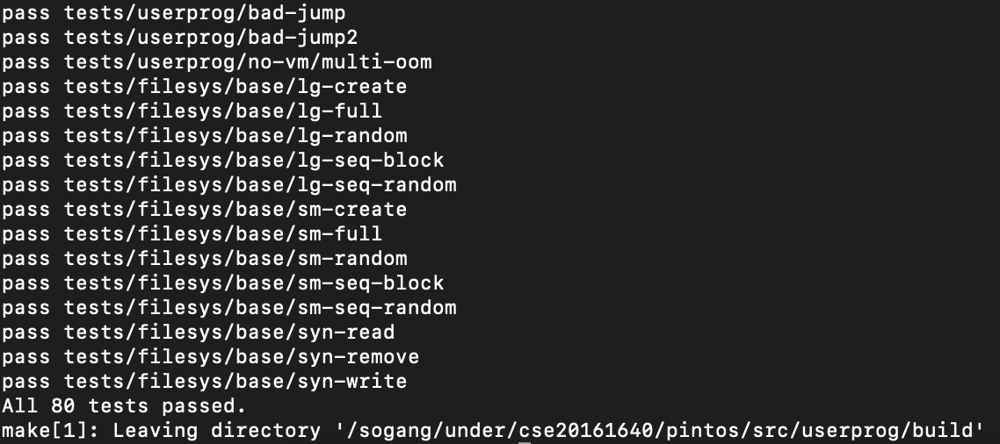 pass tests/userprog/bad-jump
pass tests/userprog/bad-jump2
pass tests/userprog/no-vm/multi-oom
pass tests/filesys/base/lg-create
pass tests/filesys/base/lg-full
pass tests/filesys/base/lg-random
pass tests/filesys/base/lg-seq-block
pass tests/filesys/base/lg-seq-random
pass tests/filesys/base/sm-create
pass tests/filesys/base/sm-full
pass tests/filesys/base/sm-random
pass tests/filesys/base/sm-seq-block
pass tests/filesys/base/sm-seq-random
pass tests/filesys/base/syn-read
pass tests/filesys/base/syn-remove
pass tests/filesys/base/syn-write
All 80 tests passed.
make[1]: Leaving directory '/sogang/under/cse20161640/pintos/src/userprog/build'